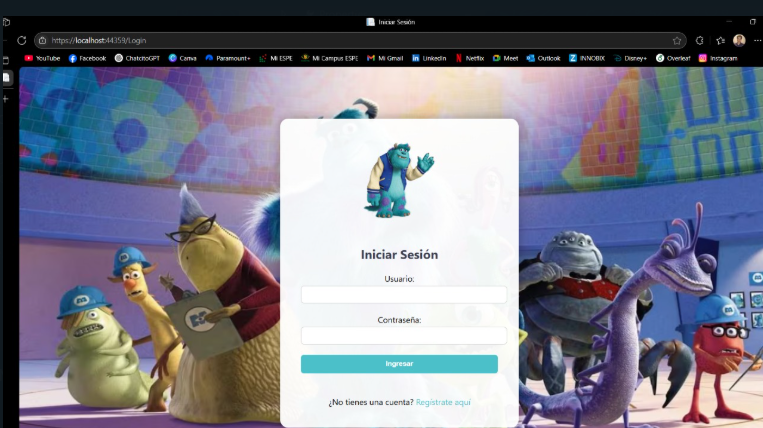 Iniciar Sesión
https://localhost:44359/Login
YouTube Facebook ChatcitoGPT Canva Paramount+ Mi ESPE Mi Campus ESPE Mi Gmail LinkedIn Netflix Meet Outlook INNOBIX Disney+ Overleaf Instagram
Iniciar Sesión
Usuario:
Contraseña:
Ingresar
¿No tienes una cuenta? Regístrate aquí